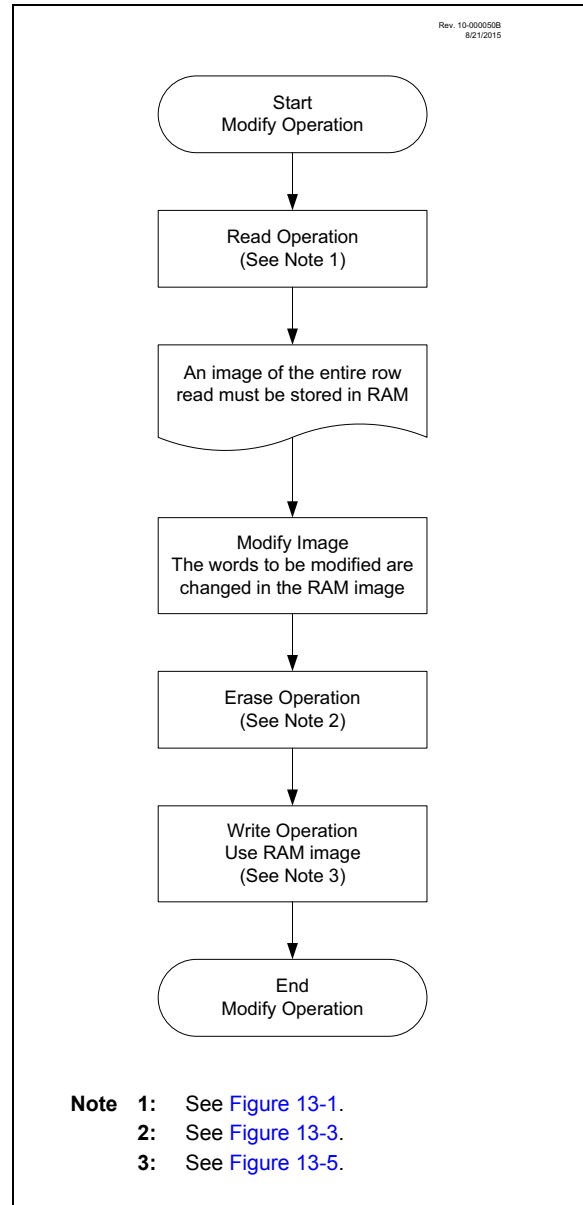 Rev. 10-000050B
8/21/2015
Start
Modify Operation
Read Operation
(See Note 1)
An image of the entire row
read must be stored in RAM
Modify Image
The words to be modified are
changed in the RAM image
Erase Operation
(See Note 2)
Write Operation
Use RAM image
(See Note 3)
End
Modify Operation
Note 1: See Figure 13-1.
2: See Figure 13-3.
3: See Figure 13-5.